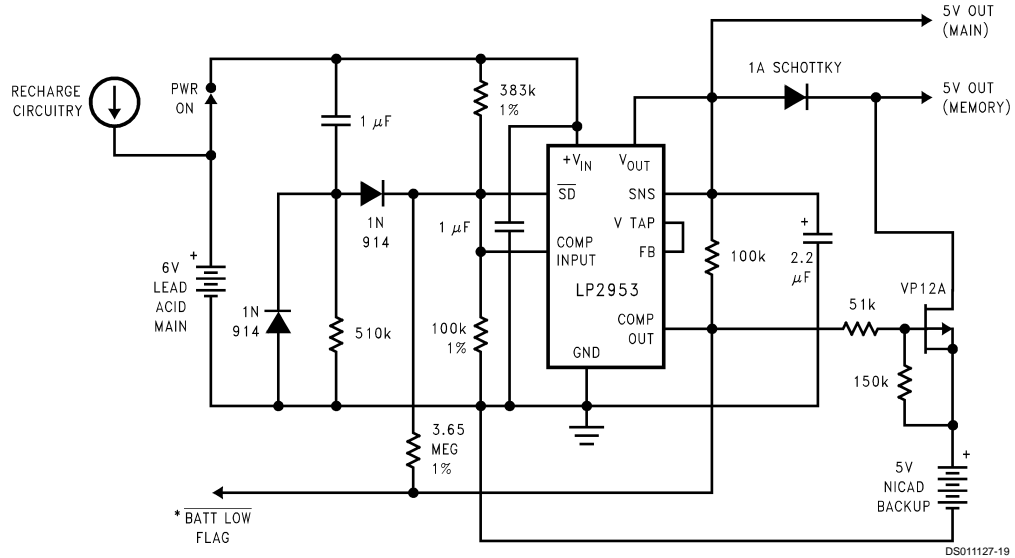 5V OUT
(MAIN)
1A SCHOTTKY
5V OUT
(MEMORY)
RECHARGE
CIRCUITRY
PWR
ON
383k
1%
1 μF
+VIN
VOUT
SD
SNS
1N
914
1 μF
V TAP
COMP
INPUT
FB
+
2.2
μF
100k
LP2953
+
6V
LEAD
ACID
MAIN
1N
914
510k
100k
1%
COMP
OUT
GND
51k
VP12A
150k
3.65
MEG
1%
+
5V
NICAD
BACKUP
* BATT LOW
FLAG
DS011127-19